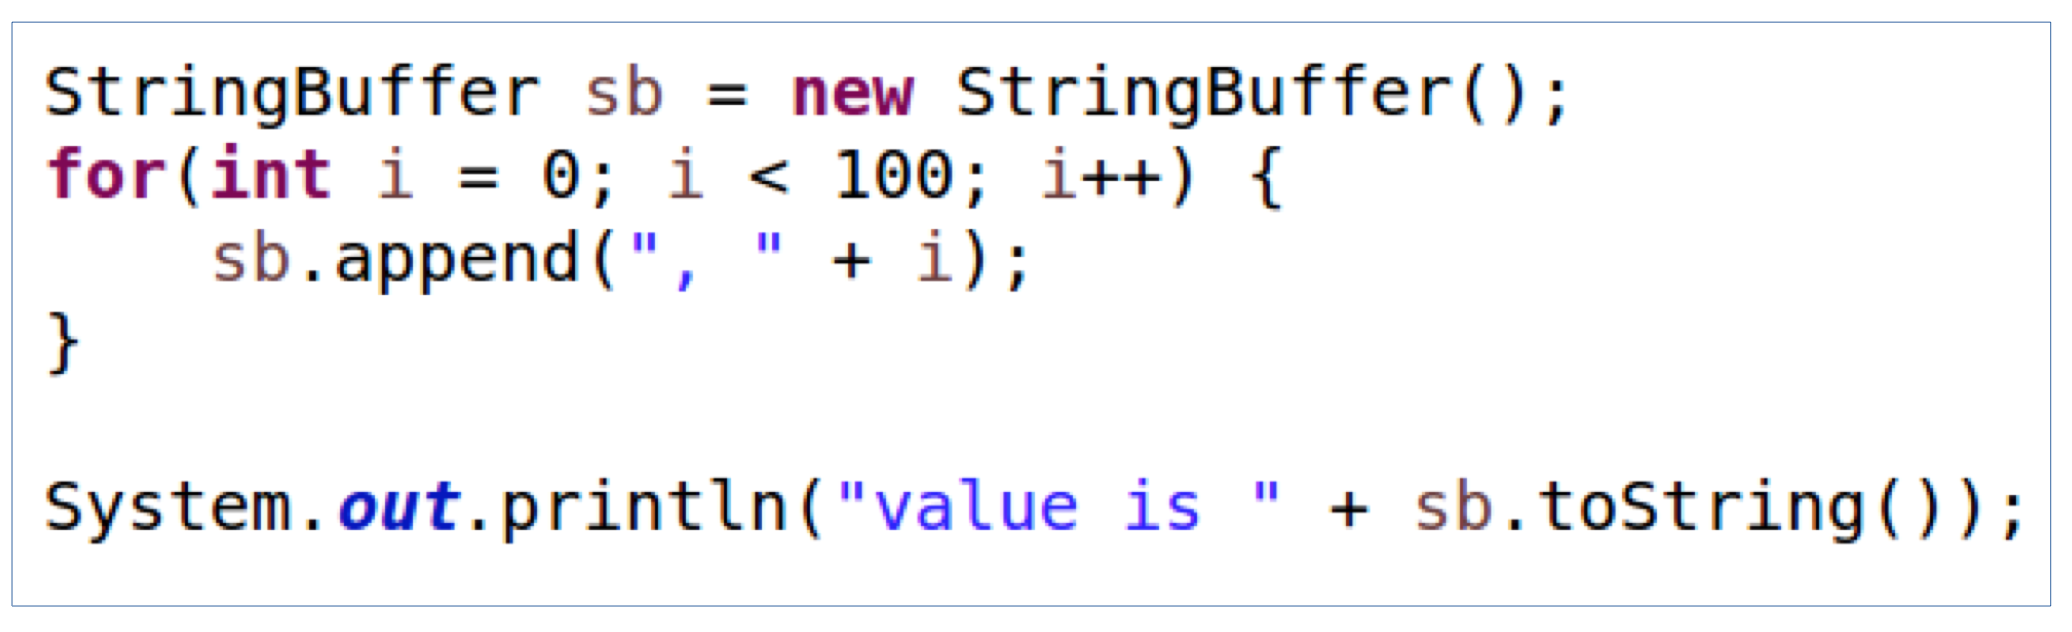 StringBuffer sb = new StringBuffer();
for(int i = 0; i < 100; i++) {
    sb.append(", " + i);
}
System.out.println("value is " + sb.toString());